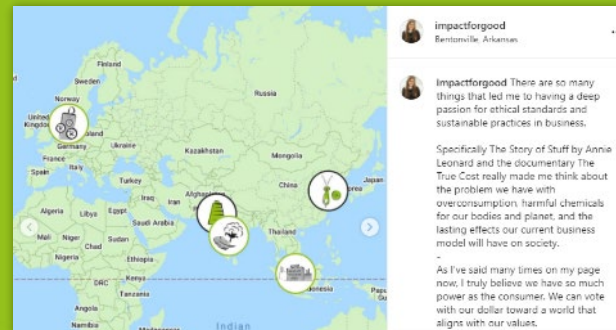 Finland
Sweden
Norway
Russia
United
Kingdom
land
Germany
Ukraine
France
Kazakhstan
Mongolia
Italy
Spain
Turkey
China
Japan
Afghanistan
Iraq
Iran
Algeria
Libya
Egypt
Saudi Arabia
Mali
Niger
Sudan
Chad
Thailand
Nigeria
Ethiopia
DRC
Kenya
Tanzania
onesia
Angola
Namibia
Madagascar
Indian
impactforgood
Bentonville, Arkansas
impactforgood There are so many
things that led me to having a deep
passion for ethical standards and
sustainable practices in business.
Specifically The Story of Stuff by Annie
Leonard and the documentary The
True Cost really made me think about
the problem we have with
overconsumption, harmful chemicals
for our bodies and planet, and the
lasting effects our current business
model will have on society.
-
As I've said many times on my page
now, I truly believe we have so much
power as the consumer. We can vote
with our dollar toward a world that
aligns with our values.